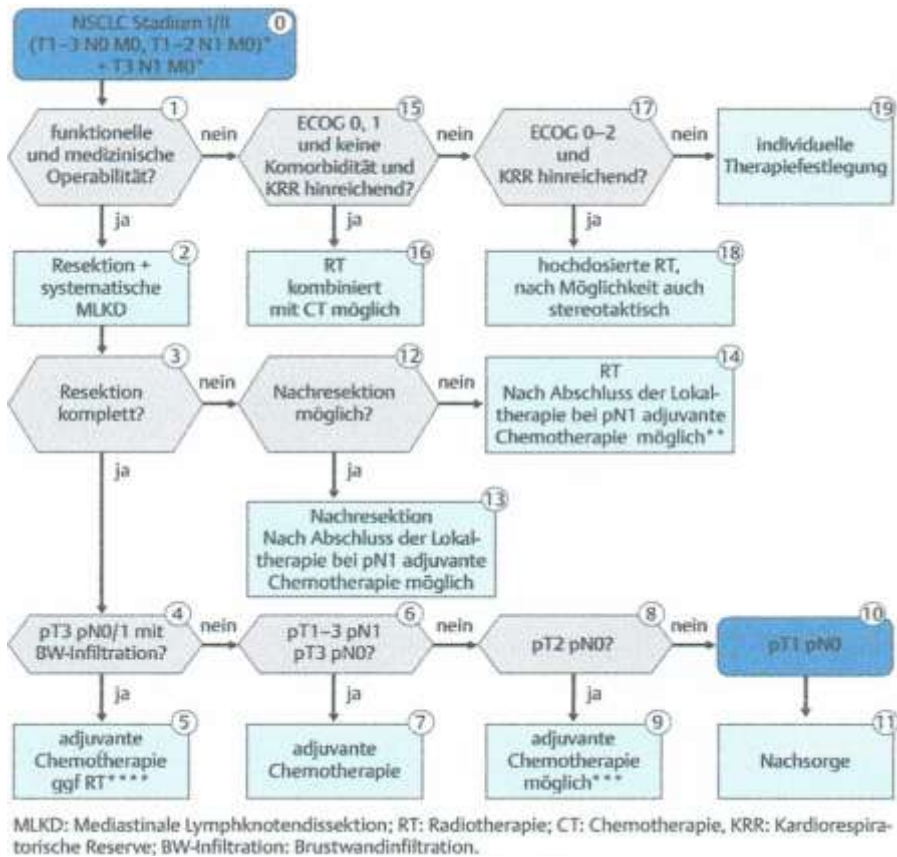 NSCLC Stadium I/II
0
(T1–3 N0 M0, T1–2 N1 M0)*
+ T3 N1 M0*
1
funktionelle
und medizinische
Operabilität?
nein
15
ECOG 0, 1
und keine
Komorbidität und
KRR hinreichend?
nein
17
ECOG 0–2
und
KRR hinreichend?
nein
19
individuelle
Therapiefestlegung
ja
ja
ja
2
Resektion +
systematische
MLKD
16
RT
kombiniert
mit CT möglich
18
hochdosierte RT,
nach Möglichkeit auch
stereotaktisch
3
Resektion
komplett?
nein
12
Nachresektion
möglich?
nein
14
RT
Nach Abschluss der Lokal-
therapie bei pN1 adjuvante
Chemotherapie möglich**
ja
ja
13
Nachresektion
Nach Abschluss der Lokal-
therapie bei pN1 adjuvante
Chemotherapie möglich
4
pT3 pN0/1 mit
BW-Infiltration?
nein
6
pT1–3 pN1
pT3 pN0?
nein
8
pT2 pN0?
nein
10
pT1 pN0
ja
ja
ja
5
adjuvante
Chemotherapie
ggf RT****
7
adjuvante
Chemotherapie
9
adjuvante
Chemotherapie
möglich***
11
Nachsorge
MLKD: Mediastinale Lymphknotendissektion; RT: Radiotherapie; CT: Chemotherapie, KRR: Kardiorespira-
torische Reserve; BW-Infiltration: Brustwandinfiltration.